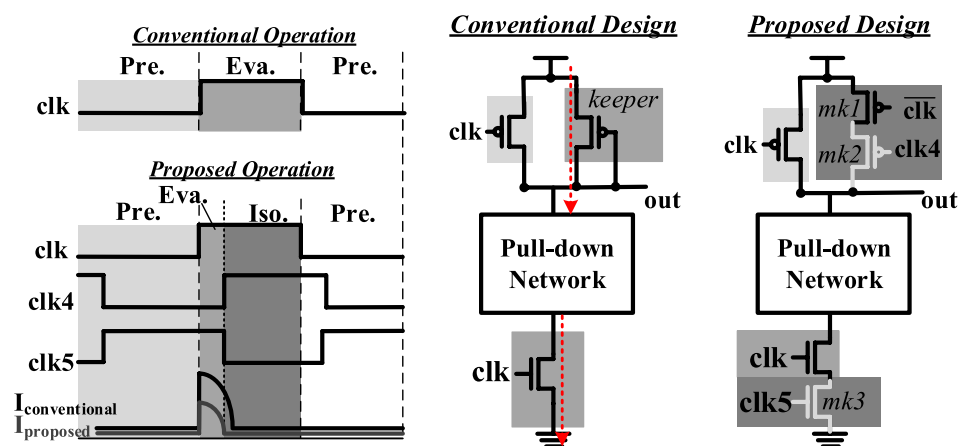 Conventional Operation
Pre. Eva. Pre.
clk
Proposed Operation
Eva.
Pre. Iso. Pre.
clk
clk4
clk5
Iconventional
Iproposed
Conventional Design
keeper
clk
out
Pull-down
Network
clk
Proposed Design
mk1 clk
clk mk2 clk4
out
Pull-down
Network
clk
clk5 mk3